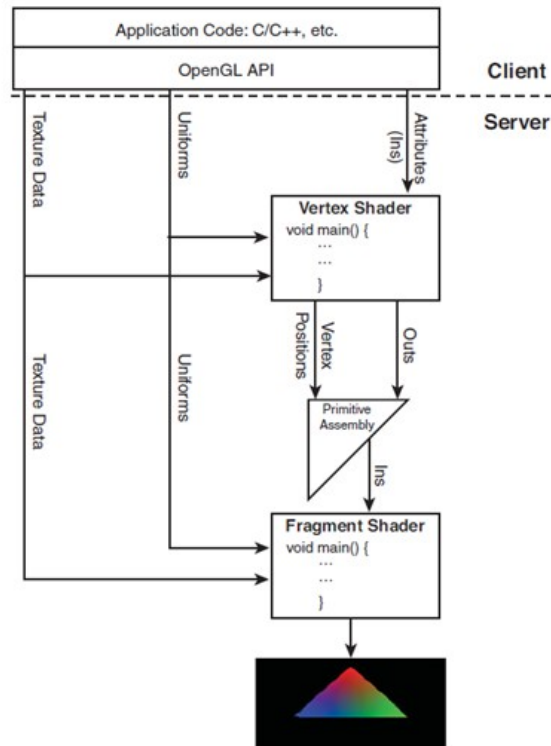 Application Code: C/C++, etc.
OpenGL API
Client
Server
Texture Data
Uniforms
Attributes
(Ins)
Vertex Shader
void main() {
...
...
}
Vertex
Positions
Outs
Texture Data
Uniforms
Primitive
Assembly
Ins
Fragment Shader
void main() {
...
...
}